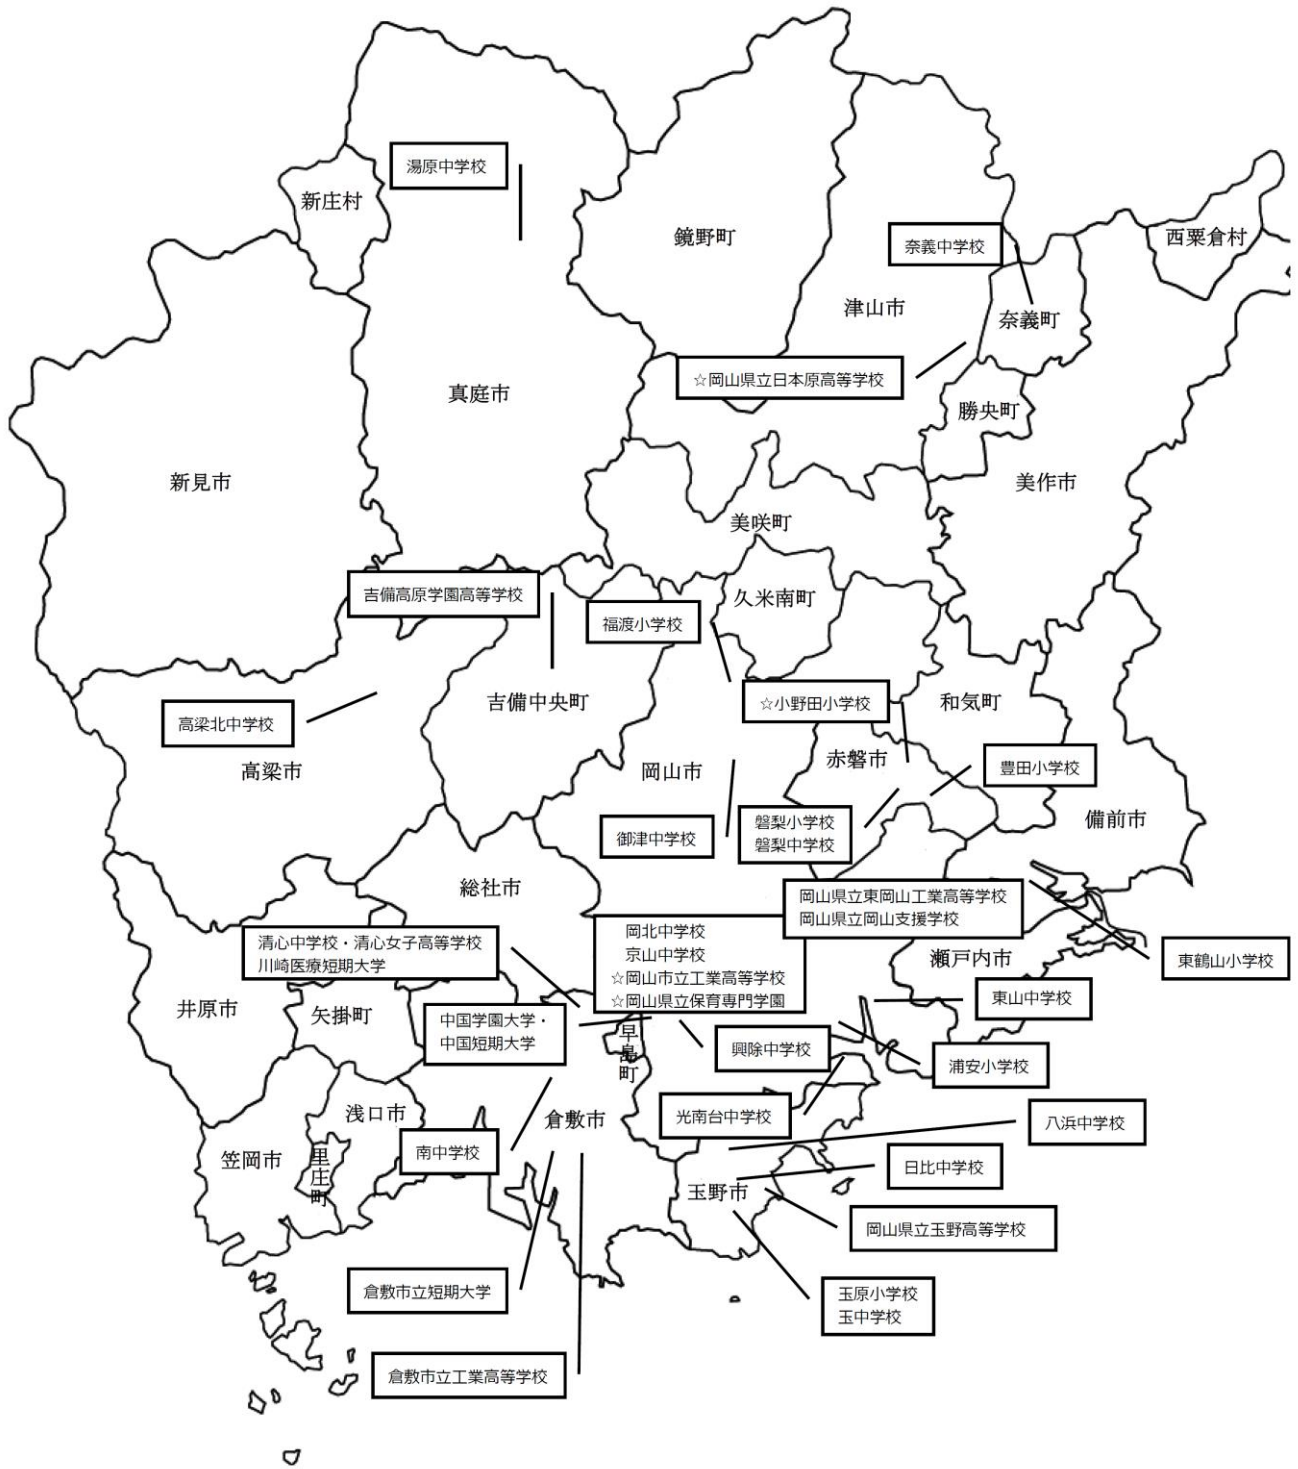 湯原中学校
新庄村
鏡野町
西粟倉村
奈義中学校
津山市
奈義町
☆岡山県立日本原高等学校
真庭市
勝央町
新見市
美作市
美咲町
吉備高原学園高等学校
久米南町
福渡小学校
吉備中央町
☆小野田小学校
和気町
高梁北中学校
高梁市
岡山市
赤磐市
豊田小学校
御津中学校
磐梨小学校
磐梨中学校
備前市
総社市
岡山県立東岡山工業高等学校
岡山県立岡山支援学校
清心中学校・清心女子高等学校
川崎医療短期大学
岡北中学校
京山中学校
☆岡山市立工業高等学校
☆岡山県立保育専門学園
瀬戸内市
東鶴山小学校
井原市
矢掛町
中国学園大学・
中国短期大学
早島町
東山中学校
興除中学校
浦安小学校
浅口市
倉敷市
光南台中学校
八浜中学校
笠岡市
里庄町
南中学校
日比中学校
玉野市
岡山県立玉野高等学校
倉敷市立短期大学
玉原小学校
玉中学校
倉敷市立工業高等学校